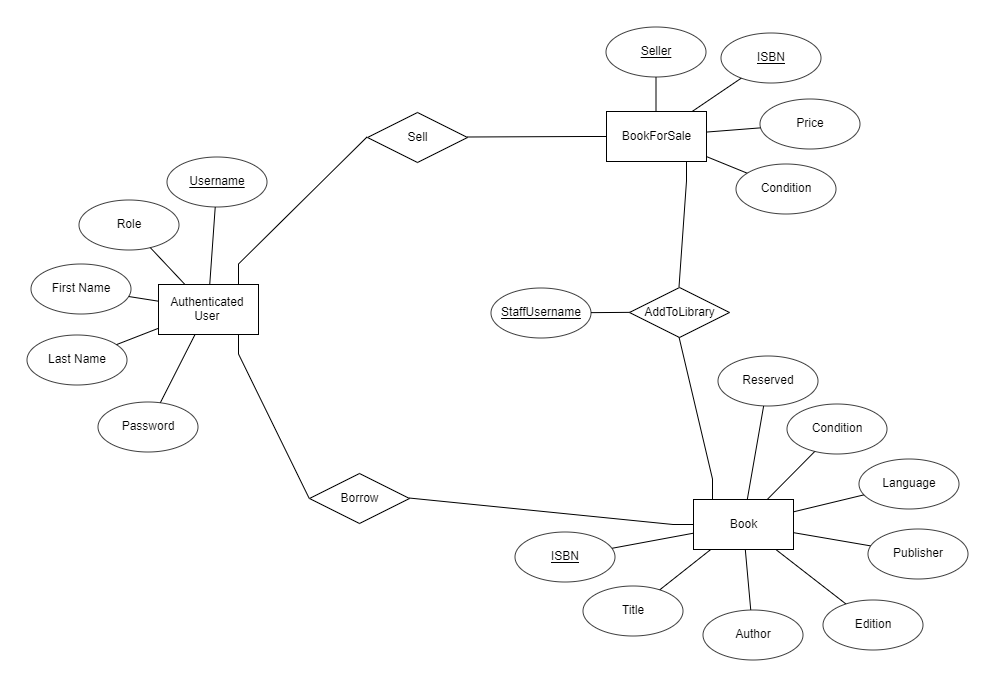 Seller
ISBN
Price
Sell
BookForSale
Condition
Username
Role
First Name
Authenticated
User
Last Name
Password
StaffUsername
AddToLibrary
Reserved
Condition
Language
Borrow
Book
Publisher
ISBN
Title
Author
Edition